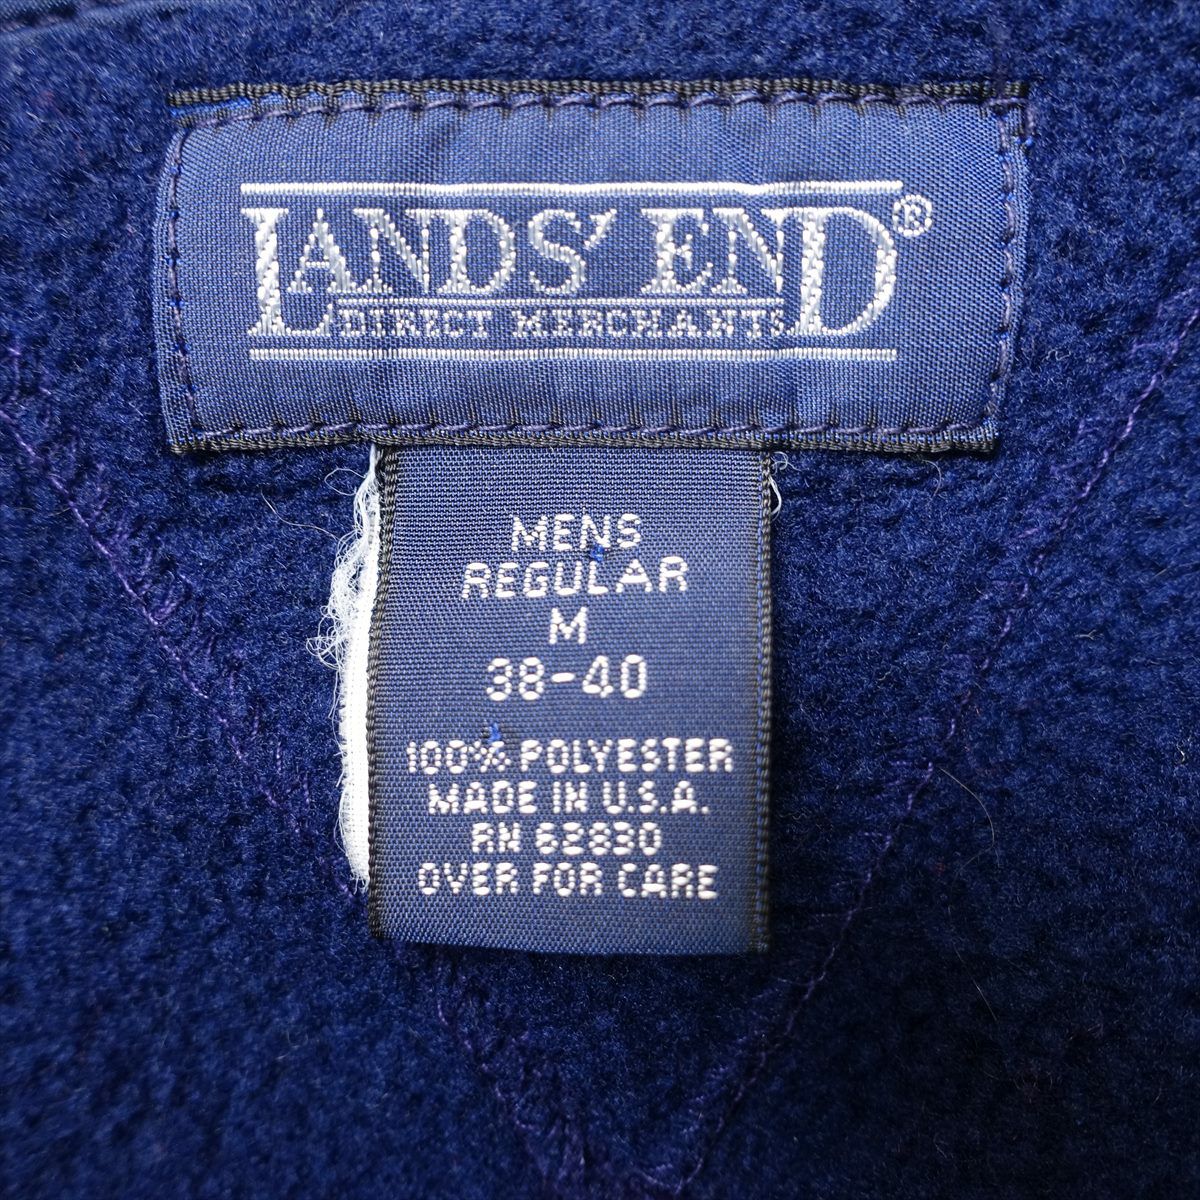 LANDS' END®
DIRECT MERCHANTS
MENS
REGULAR
M
38-40
100% POLYESTER
MADE IN U.S.A.
RN 62830
OVER FOR CARE